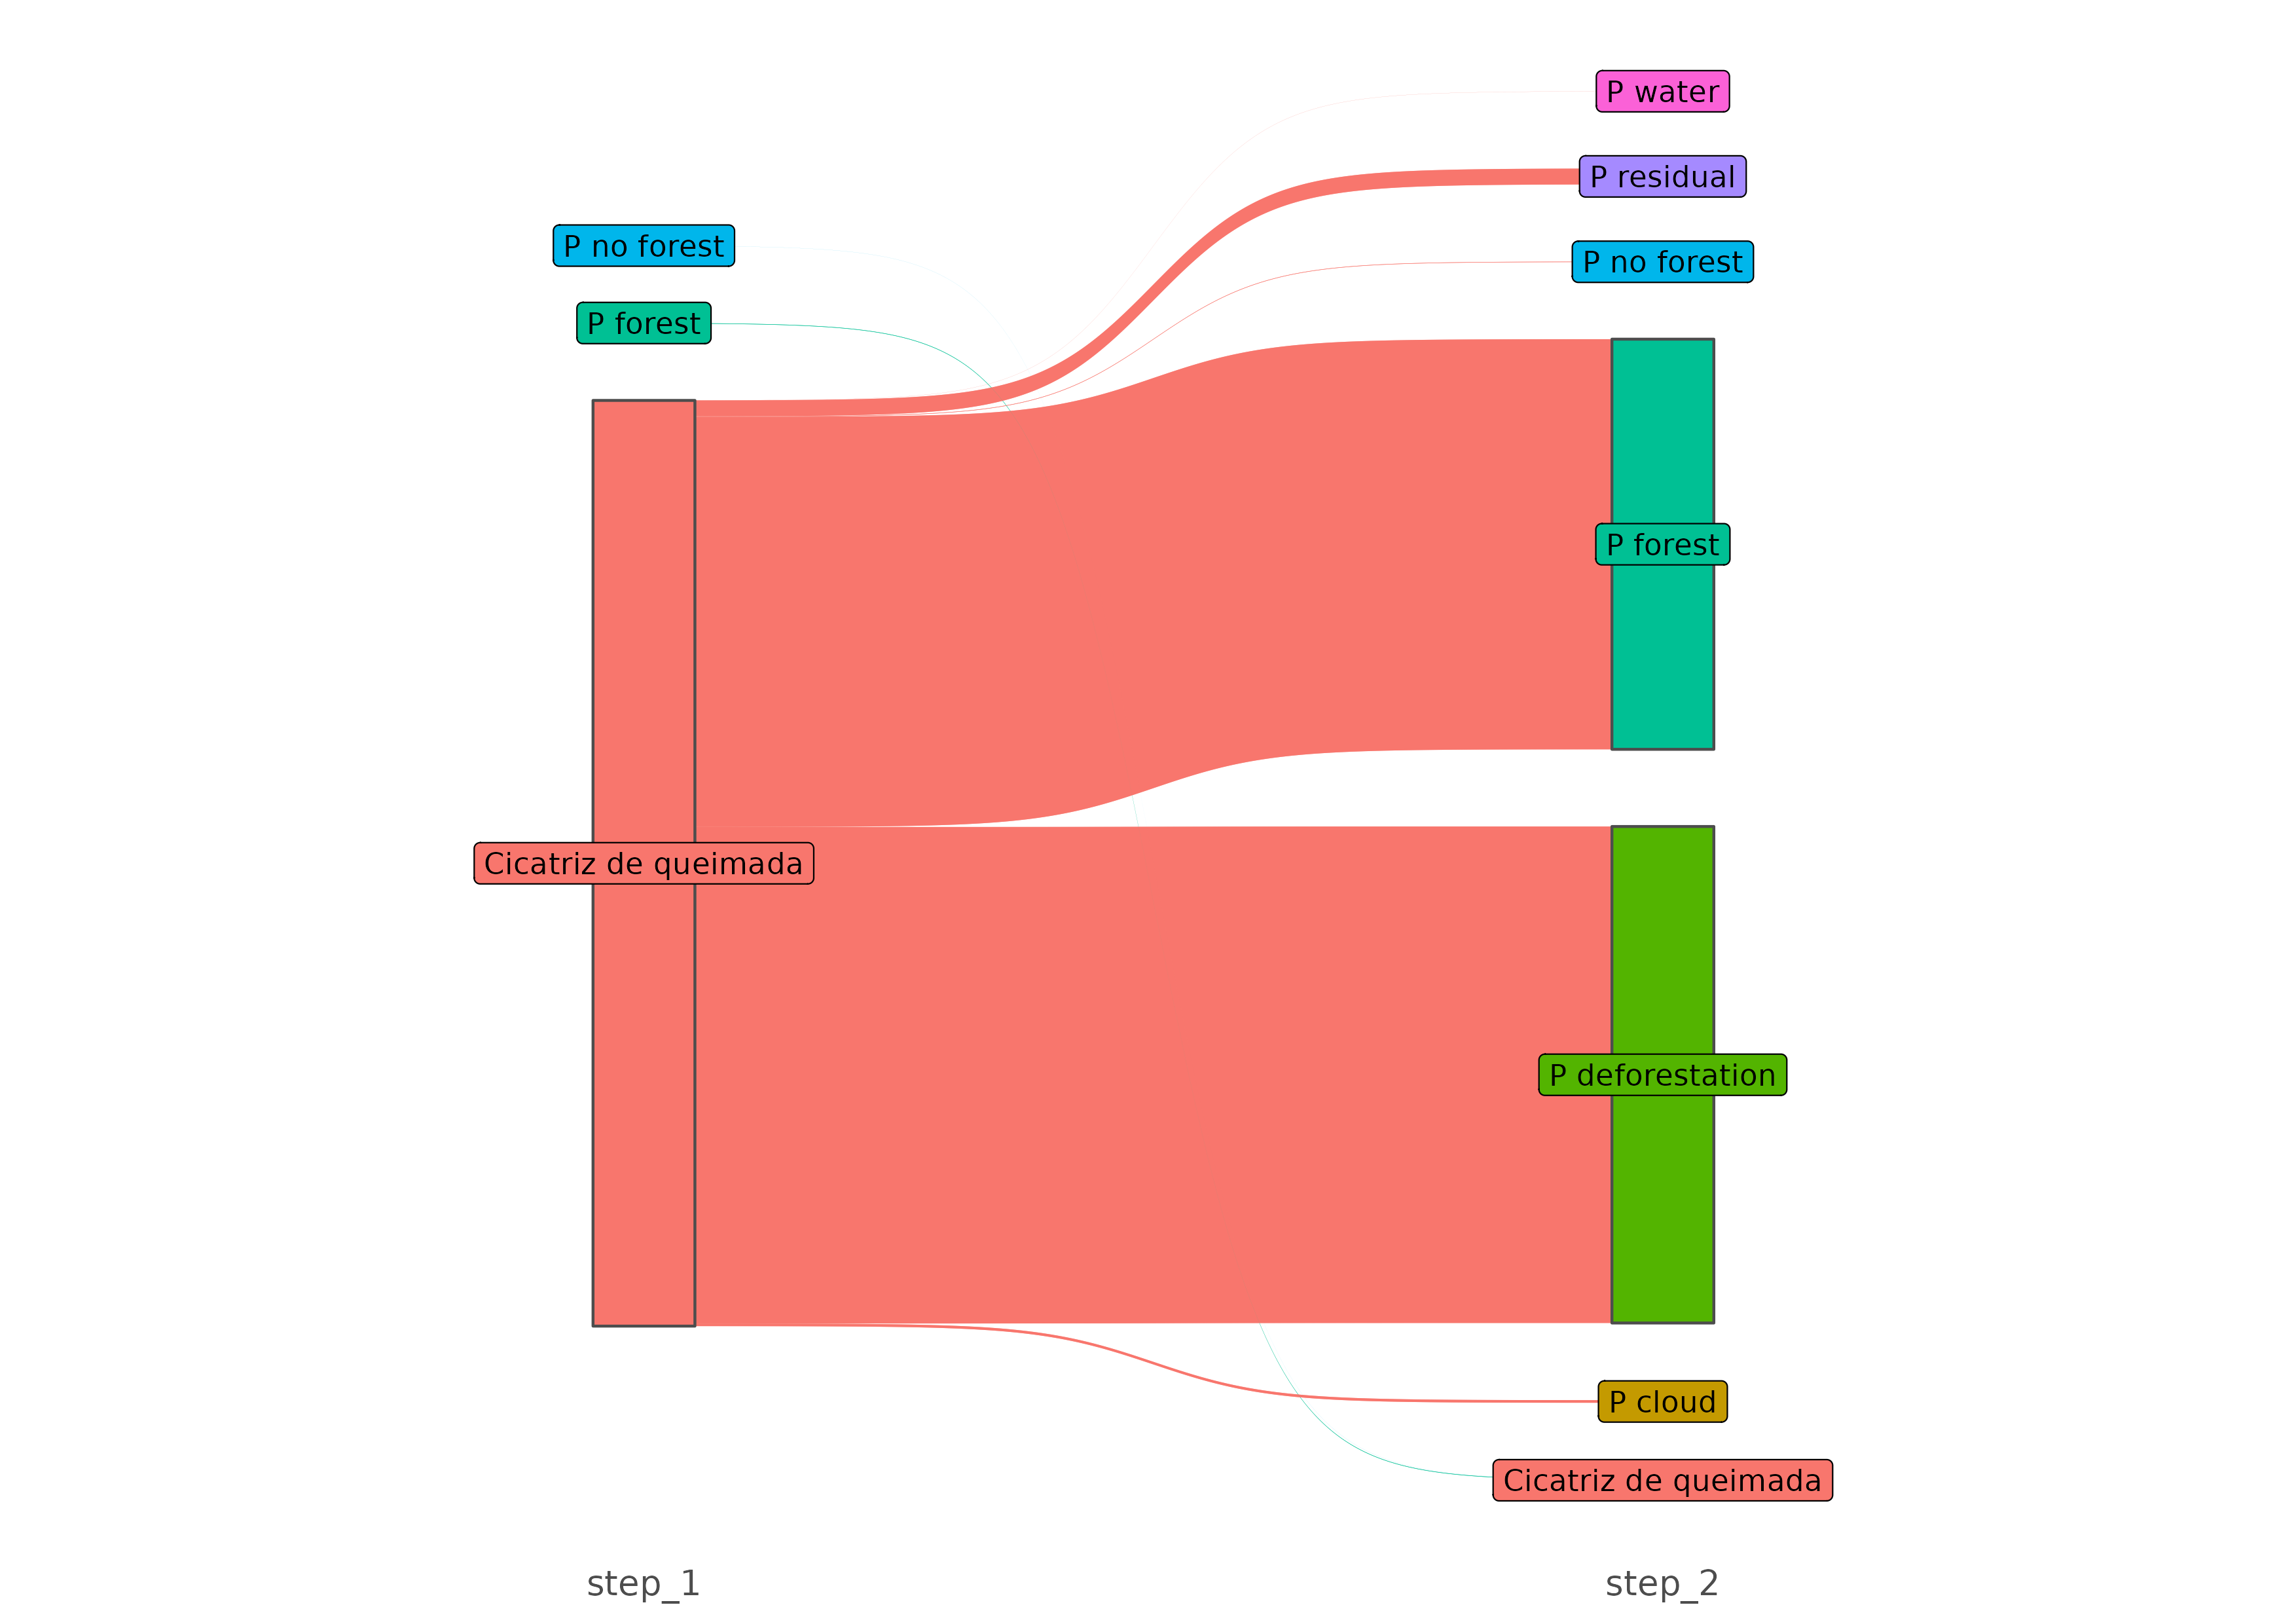 P no forest
P forest
Cicatriz de queimada
step_1
P water
P residual
P no forest
P forest
P deforestation
P cloud
Cicatriz de queimada
step_2